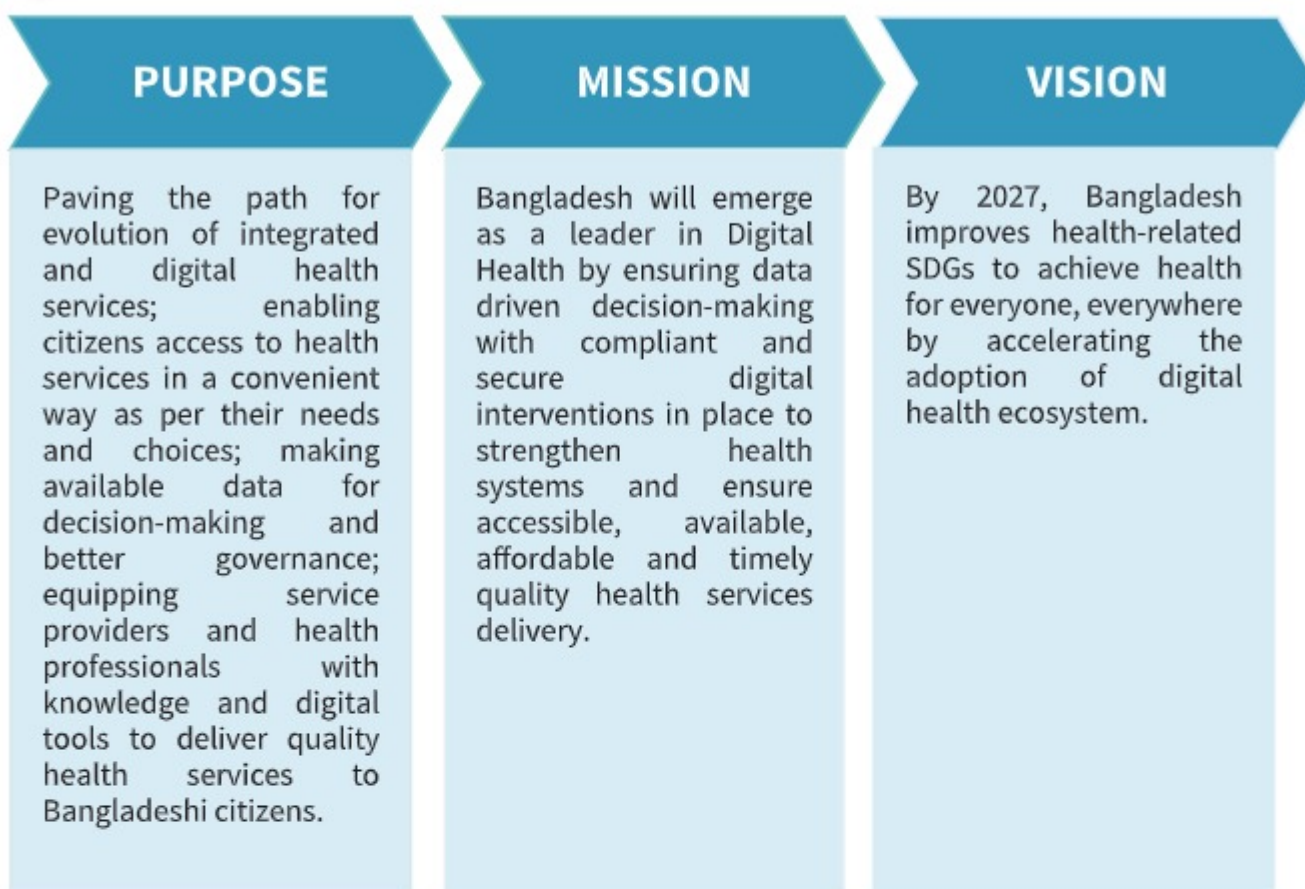 PURPOSE
Paving the path for
evolution of integrated
and digital health
services; enabling
citizens access to health
services in a convenient
way as per their needs
and choices; making
available data for
decision-making and
better governance;
equipping service
providers and health
professionals with
knowledge and digital
tools to deliver quality
health services to
Bangladeshi citizens.
MISSION
Bangladesh will emerge
as a leader in Digital
Health by ensuring data
driven decision-making
with compliant and
secure digital
interventions in place to
strengthen health
systems and ensure
accessible, available,
affordable and timely
quality health services
delivery.
VISION
By 2027, Bangladesh
improves health-related
SDGs to achieve health
for everyone, everywhere
by accelerating the
adoption of digital
health ecosystem.